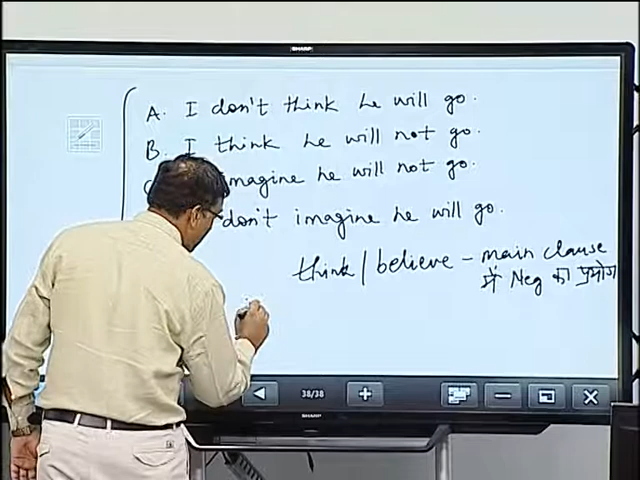 SHARP
A. I don't think he will go.
B. I think he will not go.
imagine he will not go.
don't imagine he will go.
think / believe - main clause
में Neg का प्रयोग
38/38
SHARP